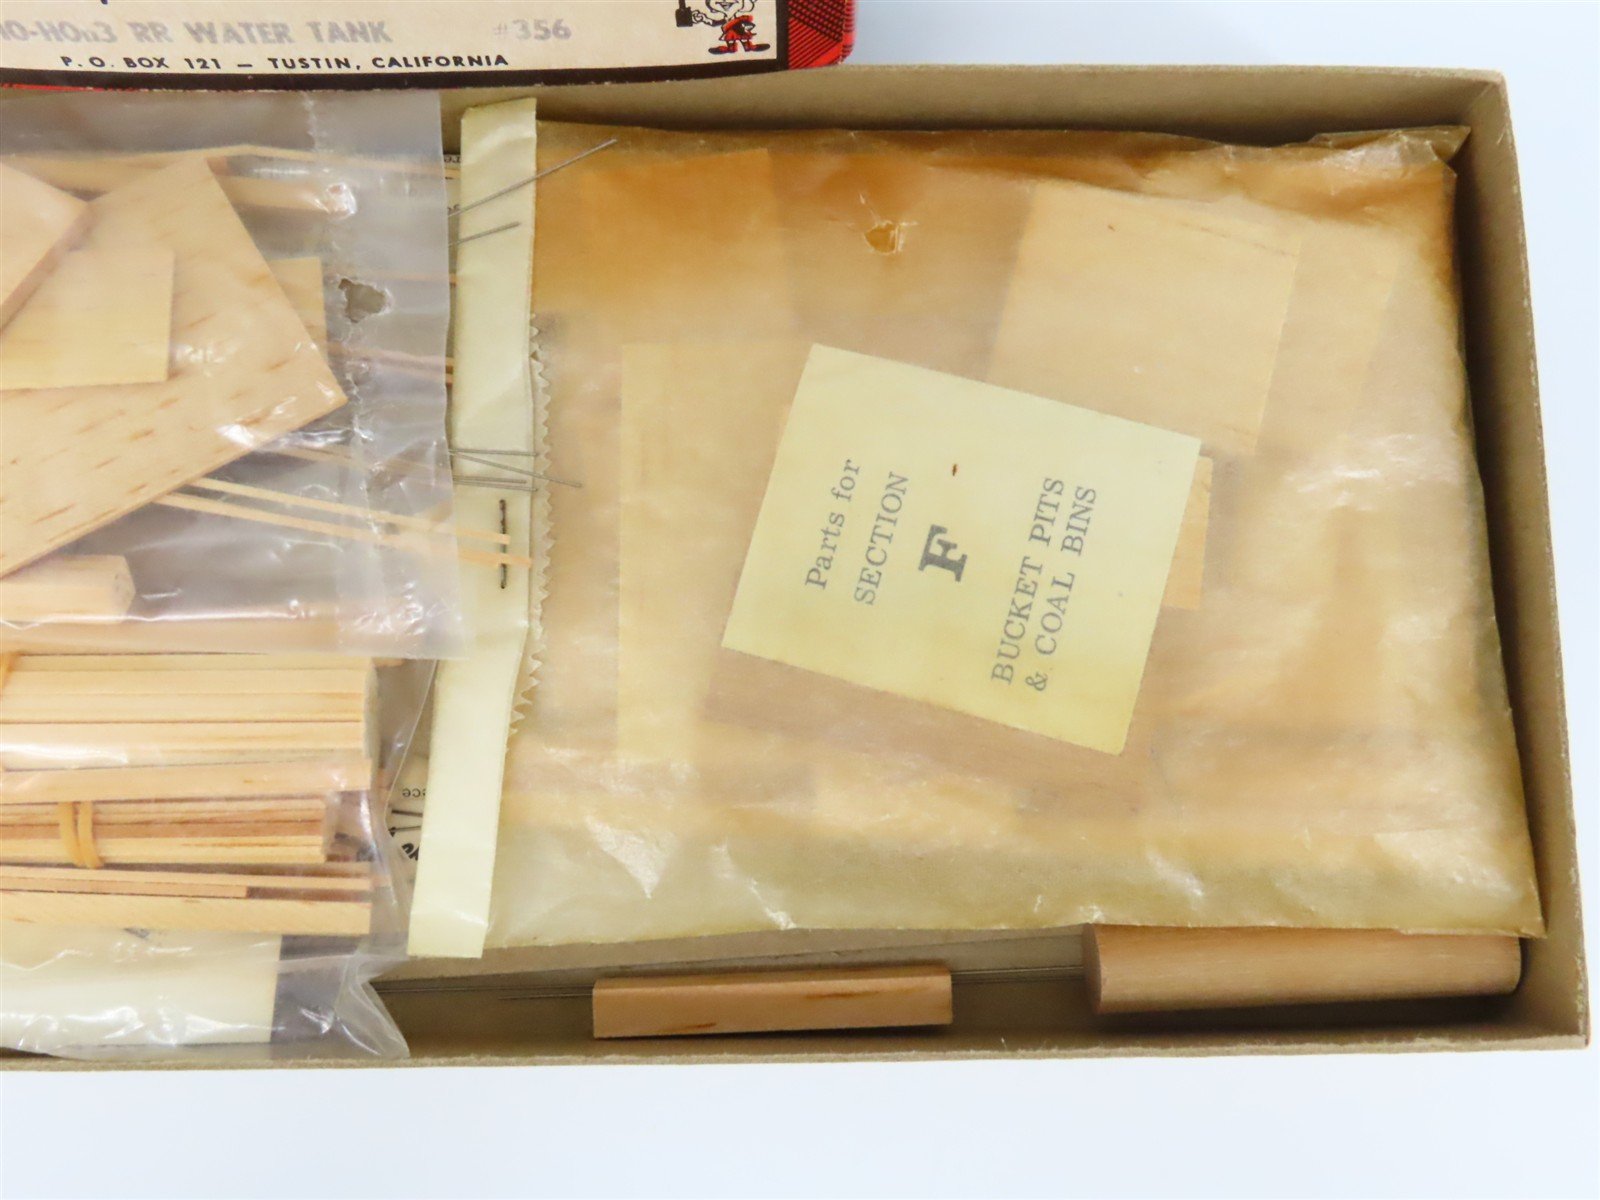 HO-HOn3 RR WATER TANK #356
P. O. BOX 121 — TUSTIN, CALIFORNIA
Parts for
SECTION
F
BUCKET PITS
& COAL BINS